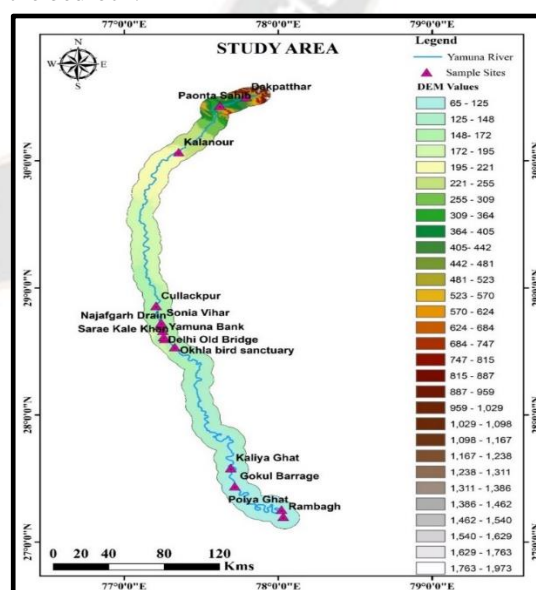 STUDY AREA
N
W
E
S
Legend
Yamuna River
Sample Sites
DEM Values
65 - 125
125 - 148
148- 172
172 - 195
195 - 221
221 - 255
255 - 309
309 - 364
364 - 405
405- 442
442 - 481
481 - 523
523 - 570
570 - 624
624 - 684
684 - 747
747 - 815
815 - 887
887 - 959
959 - 1,029
1,029 - 1,098
1,098 - 1,167
1,167 - 1,238
1,238 - 1,311
1,311 - 1,386
1,386 - 1,462
1,462 - 1,540
1,540 - 1,629
1,629 - 1,763
1,763 - 1,973
77°0'0"E 78°0'0"E 79°0'0"E
30°0'0"N
29°0'0"N
28°0'0"N
27°0'0"N
Dakpatthar
Paonta Sahib
Kalanour
Cullackpur
Sonia Vihar
Najafgarh Drain
Yamuna Bank
Sarae Kale Khan
Delhi Old Bridge
Okhla bird sanctuary
Kaliya Ghat
Gokul Barrage
Poiya Ghat
Rambagh
0 20 40 80 120
Kms
77°0'0"E 78°0'0"E 79°0'0"E